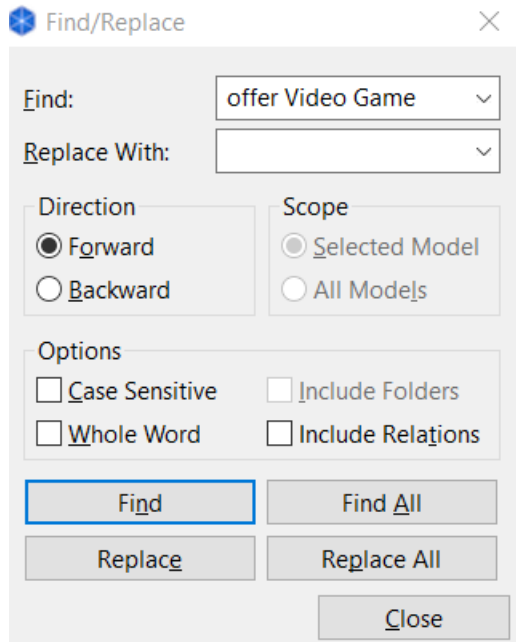 Find/Replace
Find: offer Video Game
Replace With:
Direction Scope
Forward Selected Model
Backward All Models
Options
Case Sensitive Include Folders
Whole Word Include Relations
Find Find All
Replace Replace All
Close